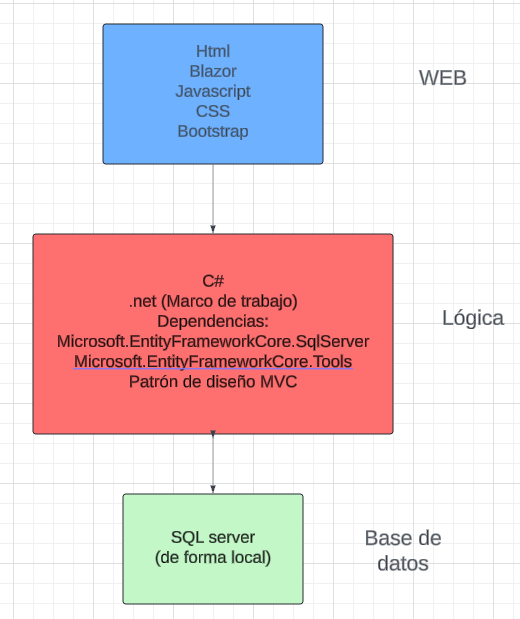 Html
Blazor
Javascript
CSS
Bootstrap
WEB
C#
.net (Marco de trabajo)
Dependencias:
Microsoft.EntityFrameworkCore.SqlServer
Microsoft.EntityFrameworkCore.Tools
Patrón de diseño MVC
Lógica
SQL server
(de forma local)
Base de
datos